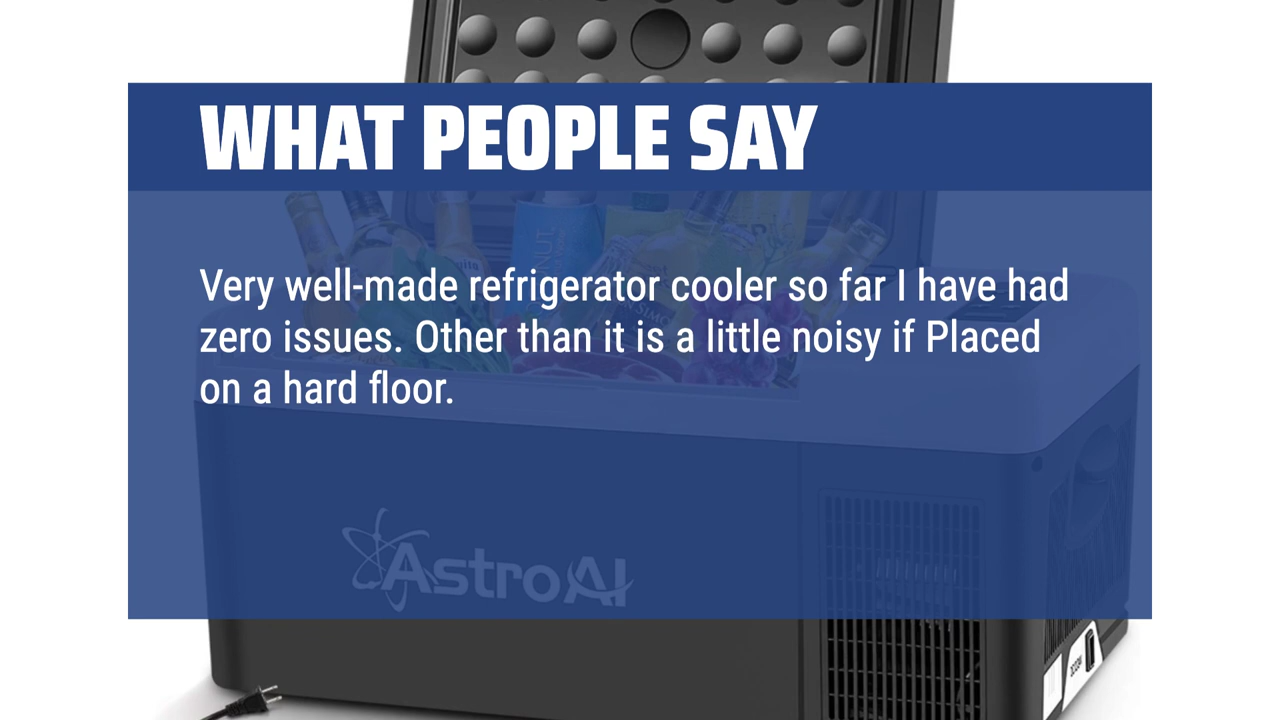 WHAT PEOPLE SAY
Very well-made refrigerator cooler so far I have had
zero issues. Other than it is a little noisy if Placed
on a hard floor.
AstroAI